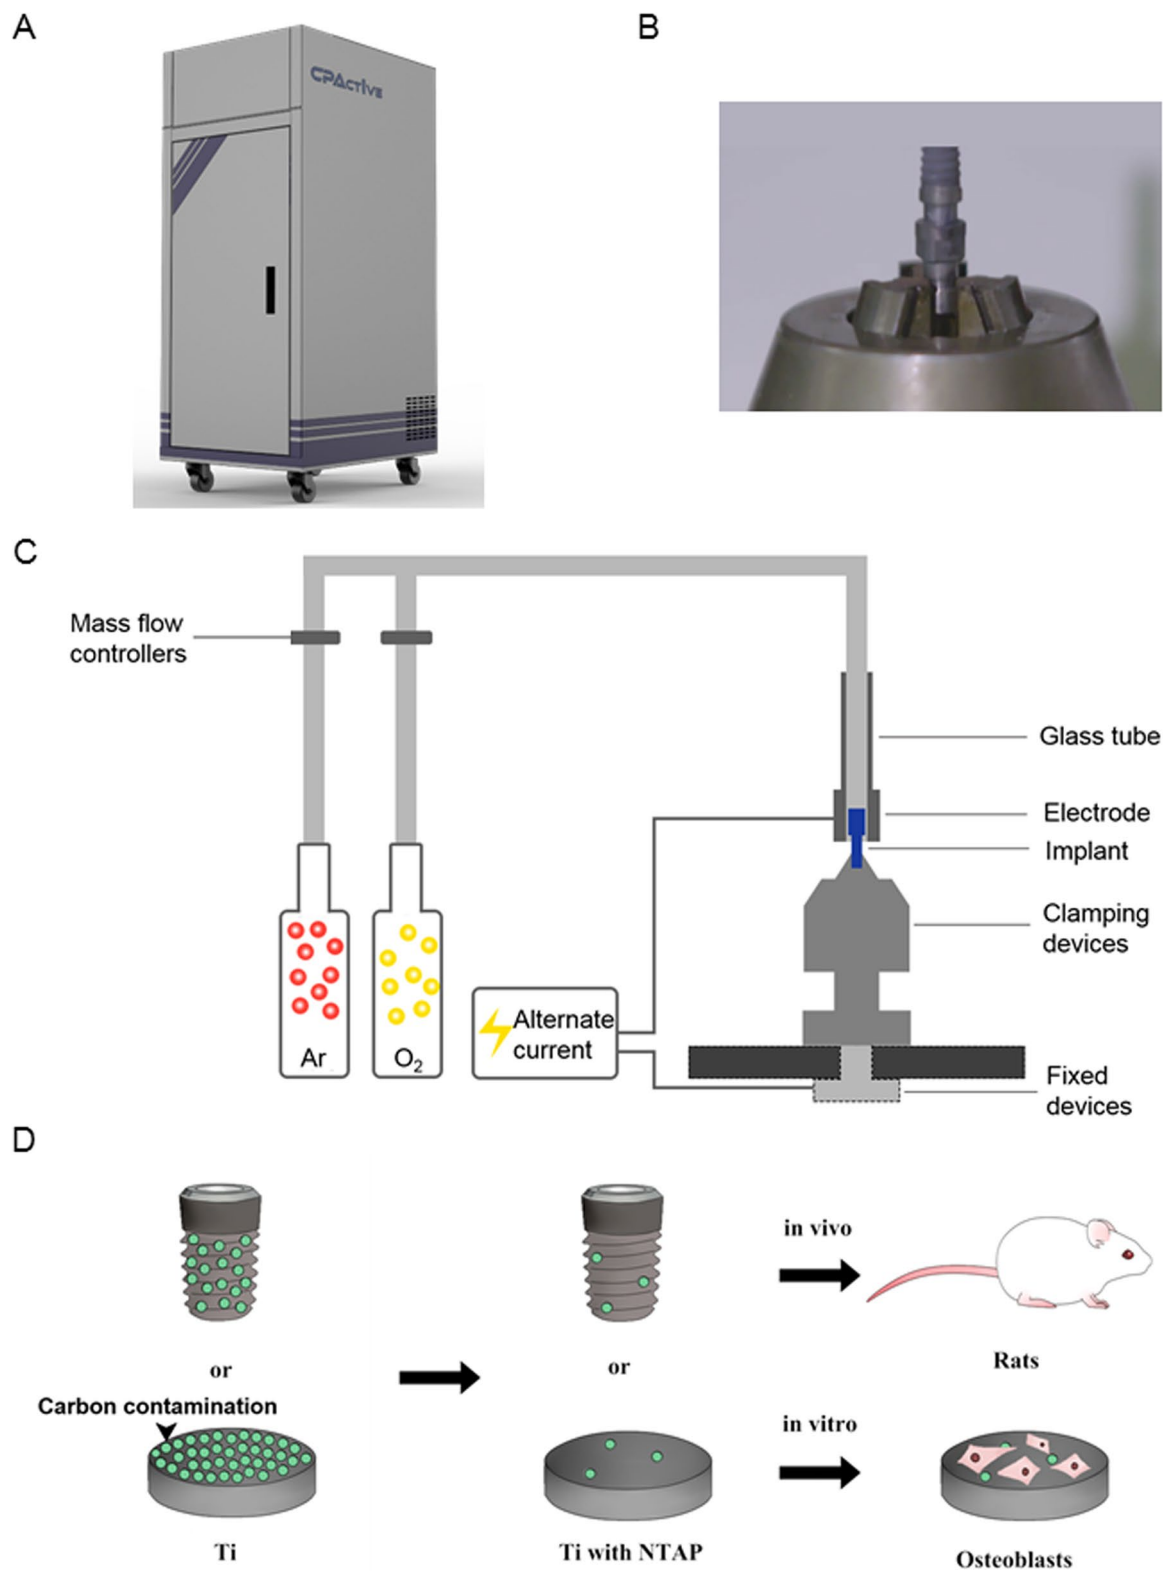 A
B
CPActive
C
Mass flow
controllers
Glass tube
Electrode
Implant
Clamping
devices
Alternate
current
Ar
O₂
Fixed
devices
D
in vivo
or
or
Rats
Carbon contamination
in vitro
Ti
Ti with NTAP
Osteoblasts